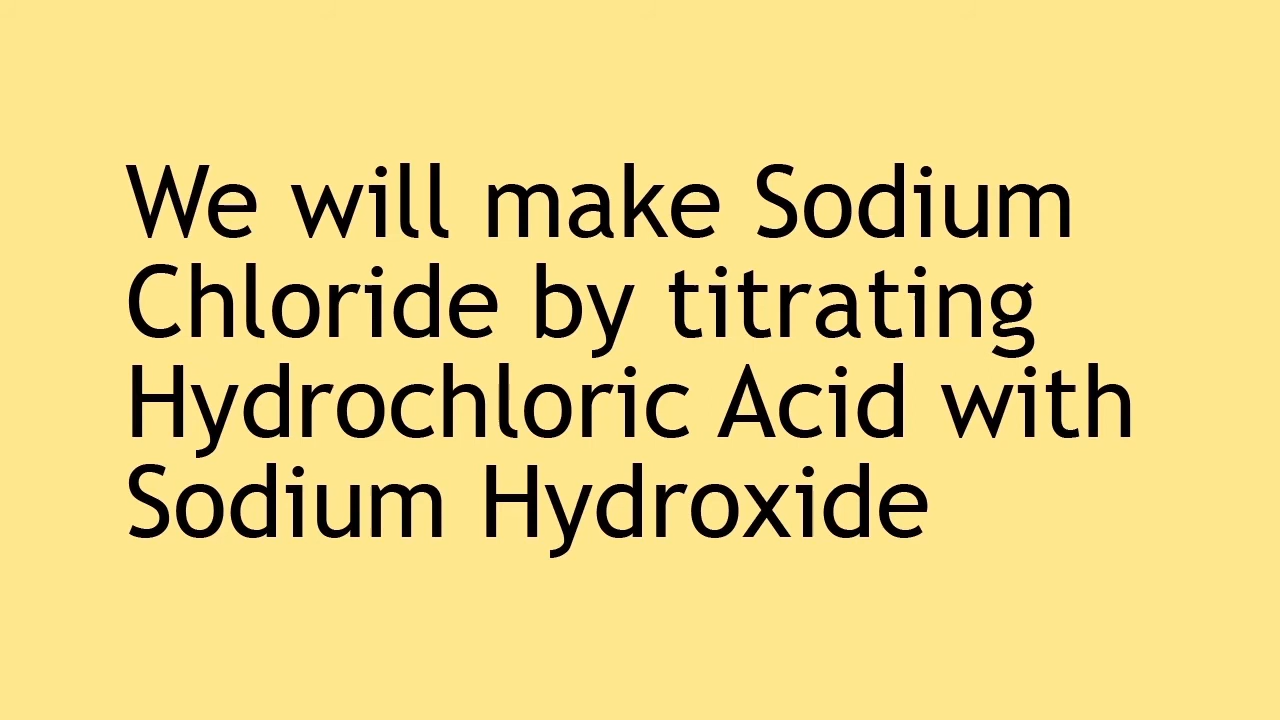 We will make Sodium
Chloride by titrating
Hydrochloric Acid with
Sodium Hydroxide